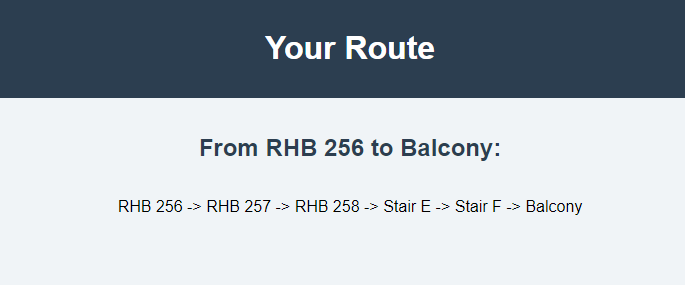 Your Route
From RHB 256 to Balcony:
RHB 256 -> RHB 257 -> RHB 258 -> Stair E -> Stair F -> Balcony